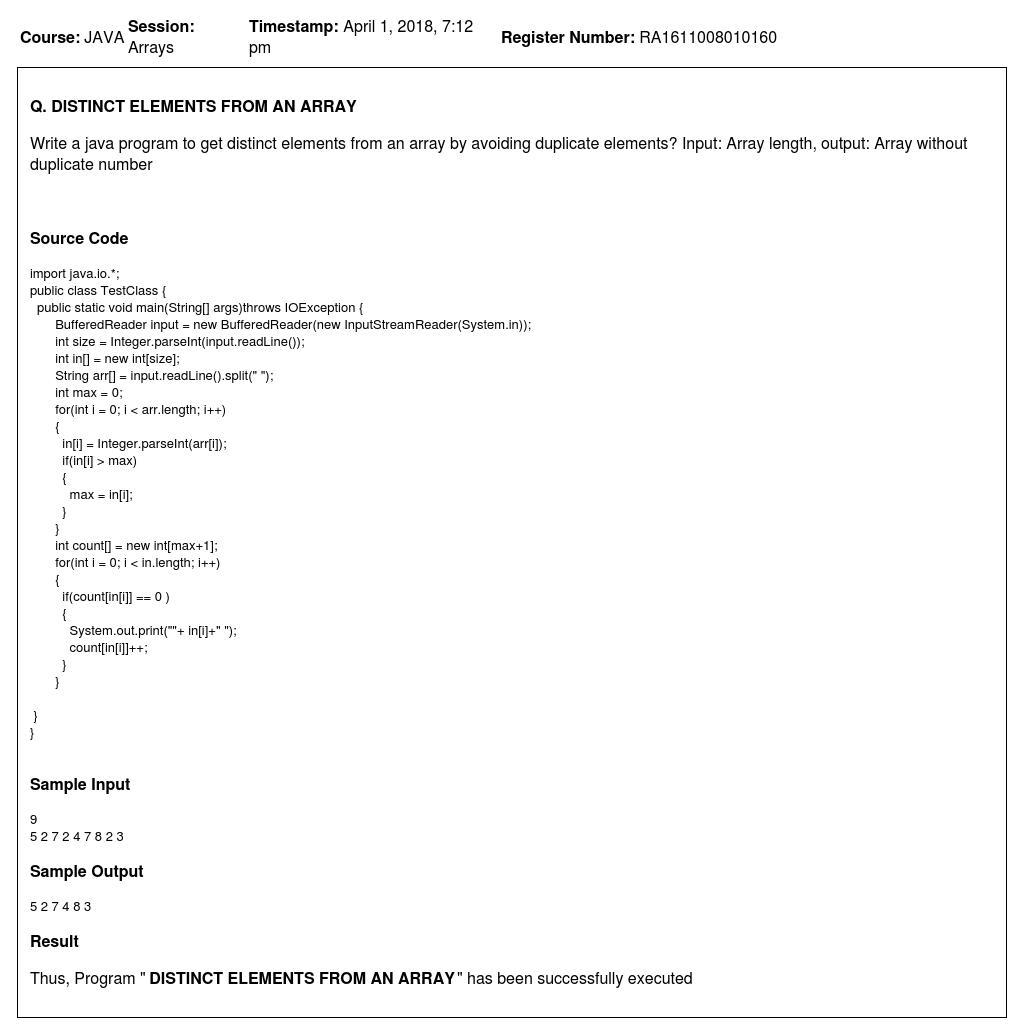 Course: JAVA Session: Arrays Timestamp: April 1, 2018, 7:12 pm Register Number: RA1611008010160
Q. DISTINCT ELEMENTS FROM AN ARRAY
Write a java program to get distinct elements from an array by avoiding duplicate elements? Input: Array length, output: Array without
duplicate number
Source Code
import java.io.*;
public class TestClass {
  public static void main(String[] args)throws IOException {
       BufferedReader input = new BufferedReader(new InputStreamReader(System.in));
       int size = Integer.parseInt(input.readLine());
       int in[] = new int[size];
       String arr[] = input.readLine().split(" ");
       int max = 0;
       for(int i = 0; i < arr.length; i++)
       {
         in[i] = Integer.parseInt(arr[i]);
         if(in[i] > max)
         {
           max = in[i];
         }
       }
       int count[] = new int[max+1];
       for(int i = 0; i < in.length; i++)
       {
         if(count[in[i]] == 0 )
         {
           System.out.print(""+ in[i]+" ");
           count[in[i]]++;
         }
       }
 }
}
Sample Input
9
5 2 7 2 4 7 8 2 3
Sample Output
5 2 7 4 8 3
Result
Thus, Program " DISTINCT ELEMENTS FROM AN ARRAY" has been successfully executed